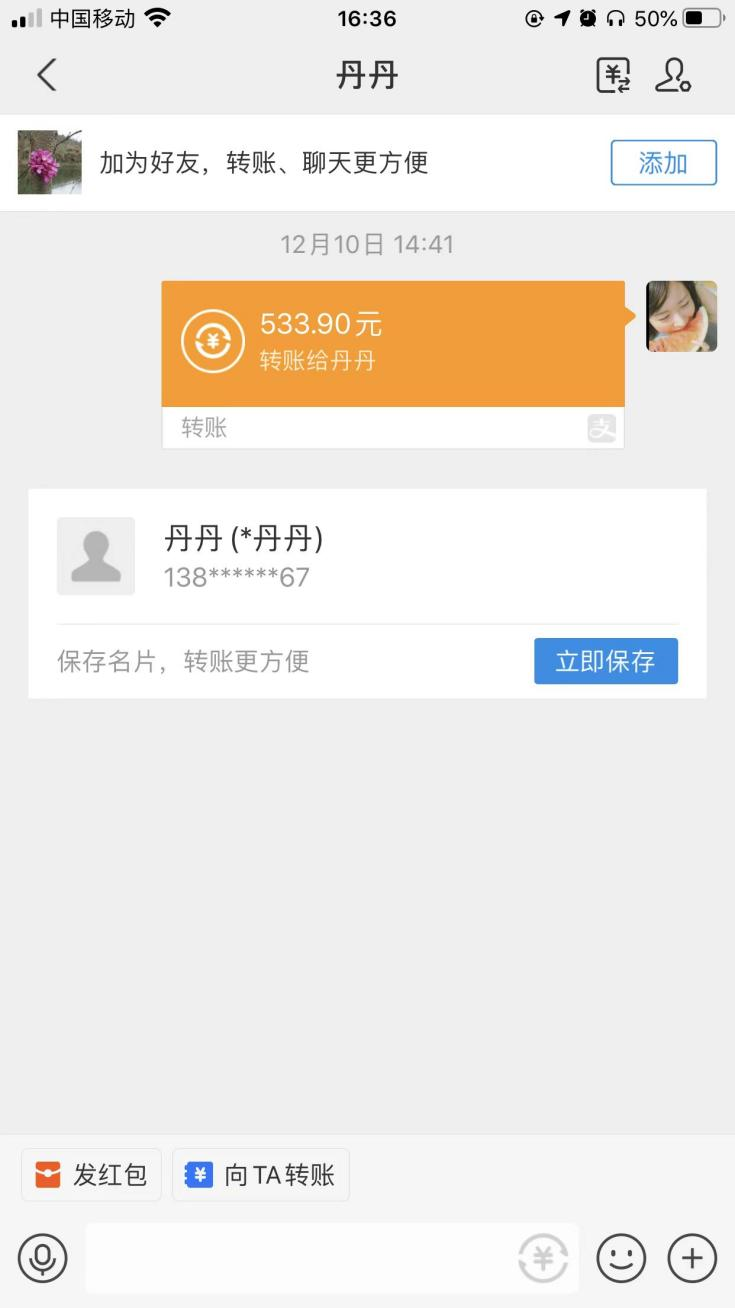 中国移动 16:36 50%
丹丹
加为好友，转账、聊天更方便 添加
12月10日 14:41
533.90元
转账给丹丹
转账 支
丹丹 (*丹丹)
138******67
保存名片，转账更方便 立即保存
发红包 向TA转账